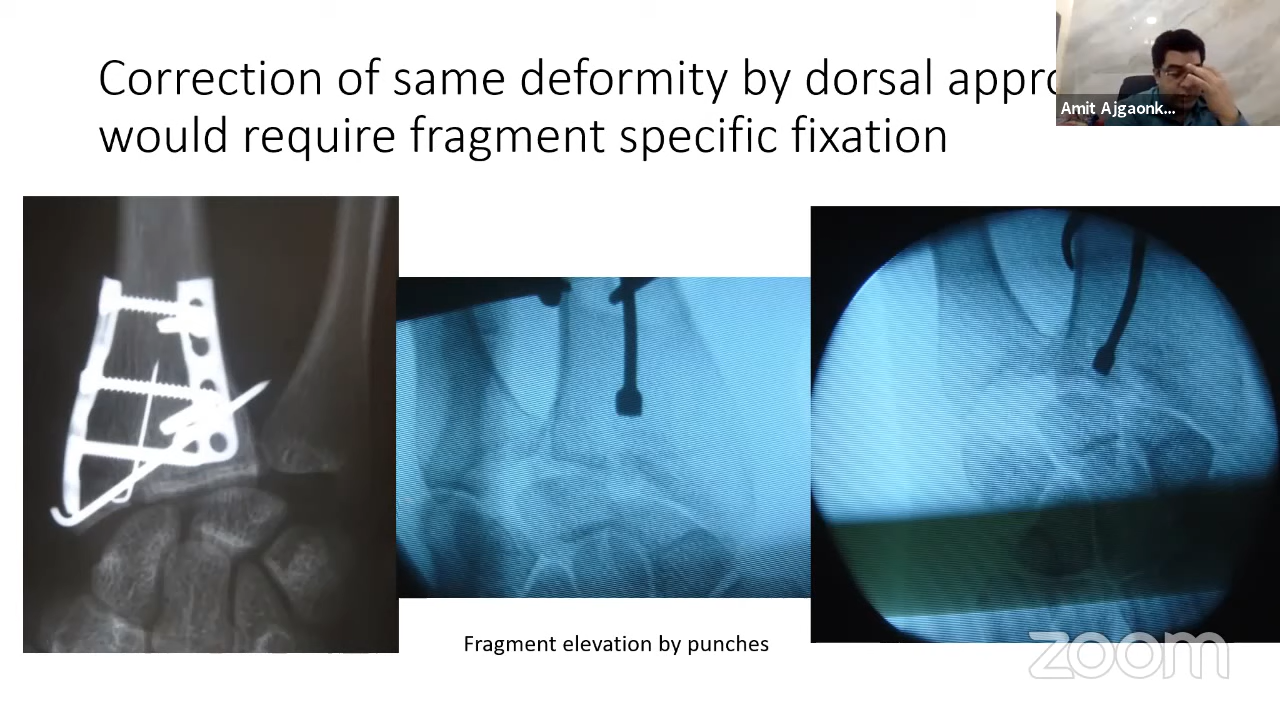 Correction of same deformity by dorsal appro
would require fragment specific fixation
Amit Ajgaonk...
Fragment elevation by punches
zoom